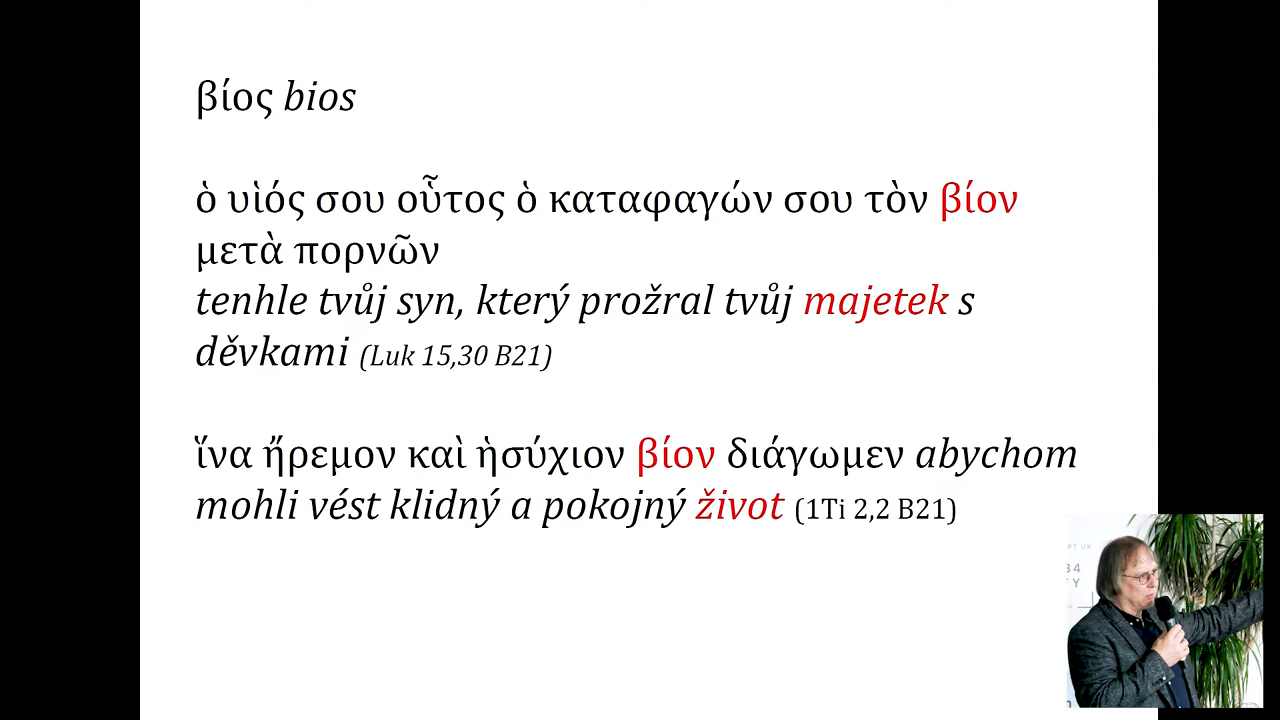 βίος bios
ὁ υἱός σου οὗτος ὁ καταφαγών σου τὸν βίον
μετὰ πορνῶν
tenhle tvůj syn, který prožral tvůj majetek s
děvkami (Luk 15,30 B21)
ἵνα ἤρεμον καὶ ἡσύχιον βίον διάγωμεν abychom
mohli vést klidný a pokojný život (1Ti 2,2 B21)